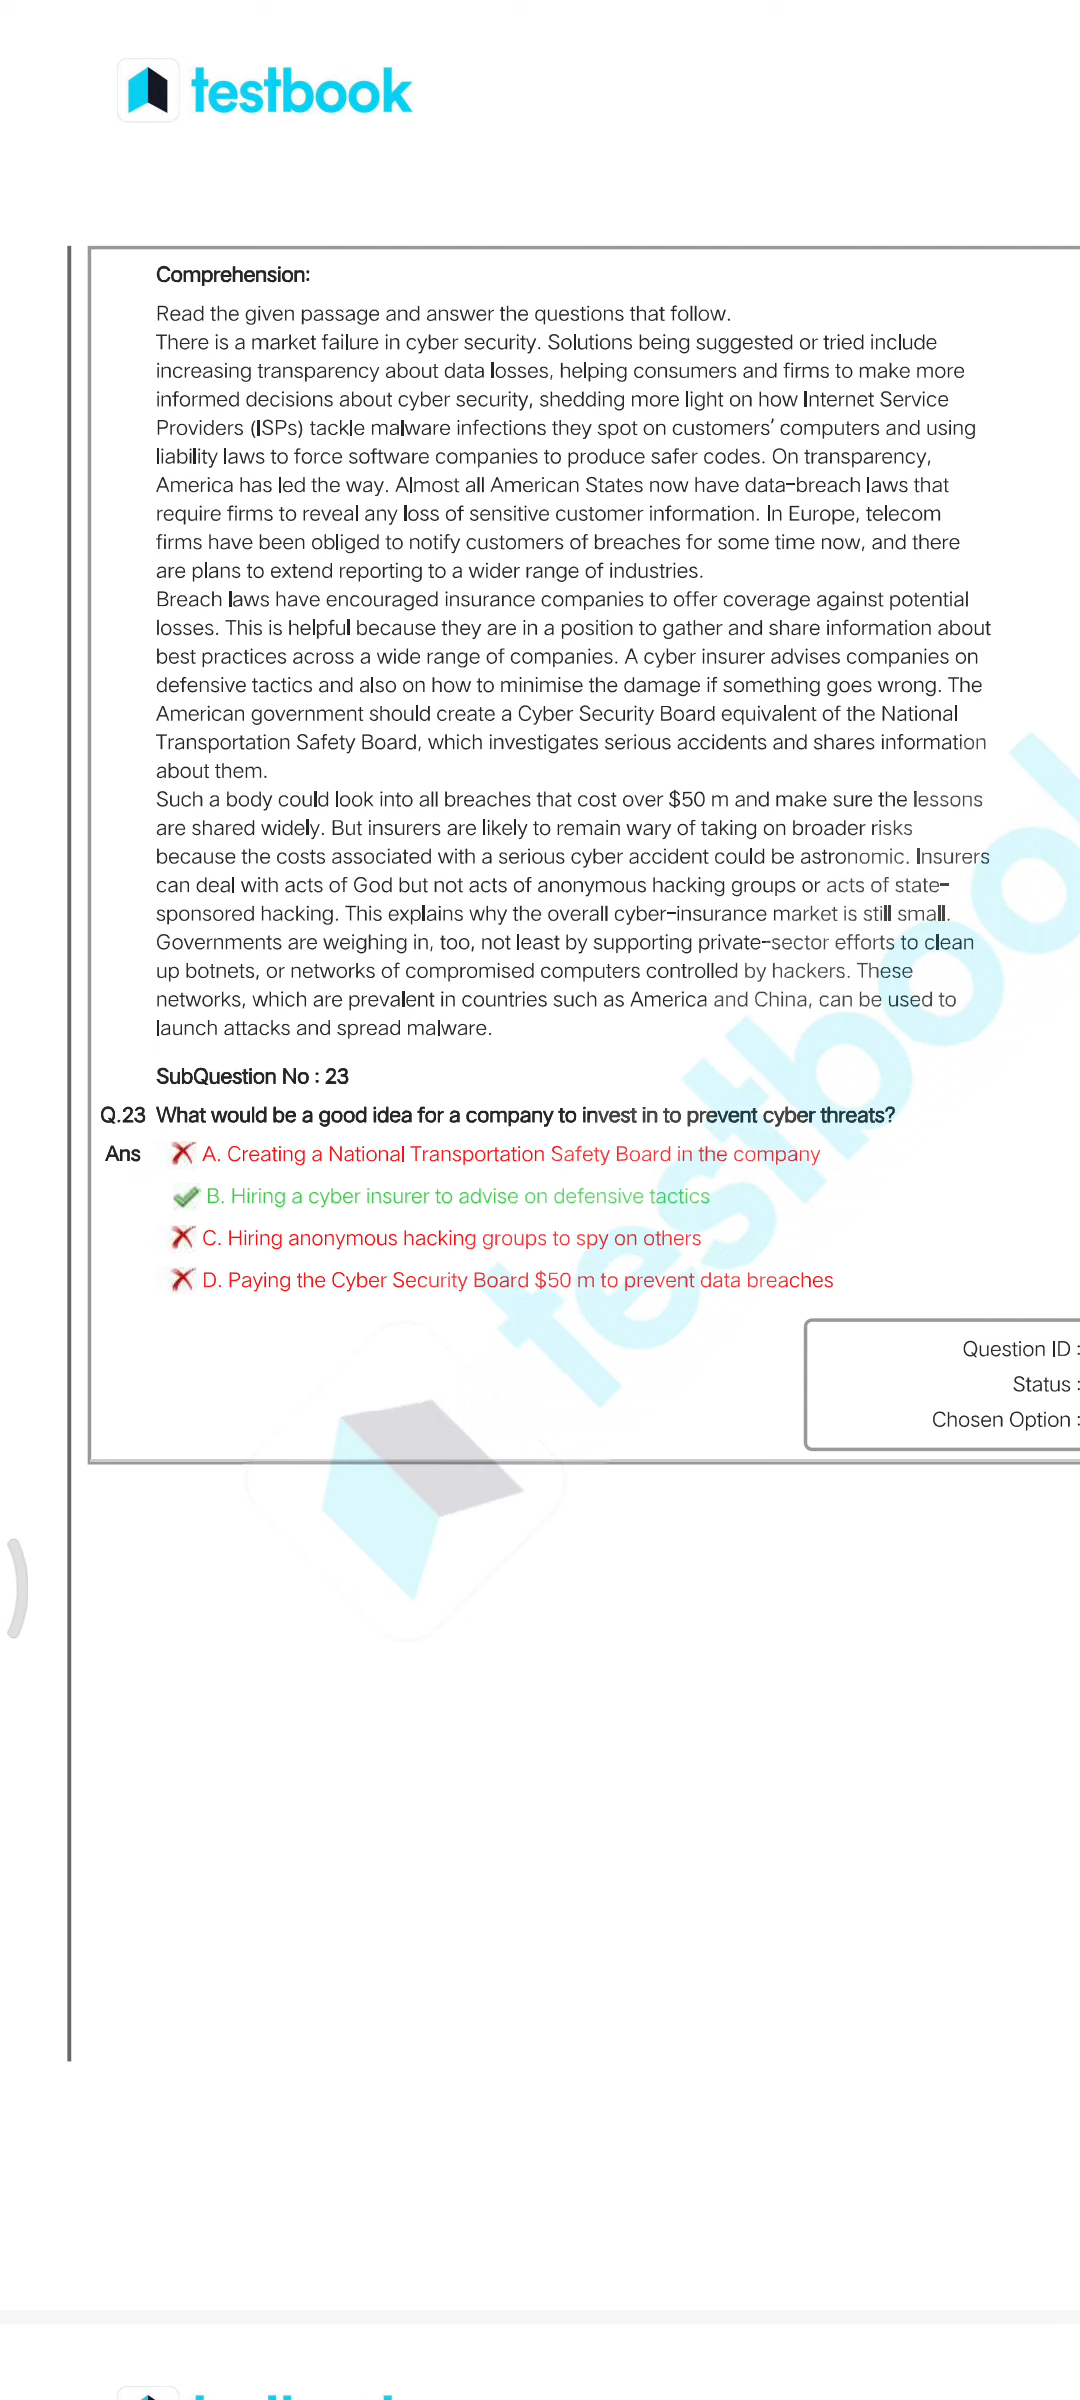 testbook
Comprehension:
Read the given passage and answer the questions that follow.
There is a market failure in cyber security. Solutions being suggested or tried include
increasing transparency about data losses, helping consumers and firms to make more
informed decisions about cyber security, shedding more light on how Internet Service
Providers (ISPs) tackle malware infections they spot on customers' computers and using
liability laws to force software companies to produce safer codes. On transparency,
America has led the way. Almost all American States now have data-breach laws that
require firms to reveal any loss of sensitive customer information. In Europe, telecom
firms have been obliged to notify customers of breaches for some time now, and there
are plans to extend reporting to a wider range of industries.
Breach laws have encouraged insurance companies to offer coverage against potential
losses. This is helpful because they are in a position to gather and share information about
best practices across a wide range of companies. A cyber insurer advises companies on
defensive tactics and also on how to minimise the damage if something goes wrong. The
American government should create a Cyber Security Board equivalent of the National
Transportation Safety Board, which investigates serious accidents and shares information
about them.
Such a body could look into all breaches that cost over $50 m and make sure the lessons
are shared widely. But insurers are likely to remain wary of taking on broader risks
because the costs associated with a serious cyber accident could be astronomic. Insurers
can deal with acts of God but not acts of anonymous hacking groups or acts of state-
sponsored hacking. This explains why the overall cyber-insurance market is still small.
Governments are weighing in, too, not least by supporting private-sector efforts to clean
up botnets, or networks of compromised computers controlled by hackers. These
networks, which are prevalent in countries such as America and China, can be used to
launch attacks and spread malware.
SubQuestion No : 23
Q.23 What would be a good idea for a company to invest in to prevent cyber threats?
Ans A. Creating a National Transportation Safety Board in the company
B. Hiring a cyber insurer to advise on defensive tactics
C. Hiring anonymous hacking groups to spy on others
D. Paying the Cyber Security Board $50 m to prevent data breaches
Question ID :
Status :
Chosen Option :
testbook